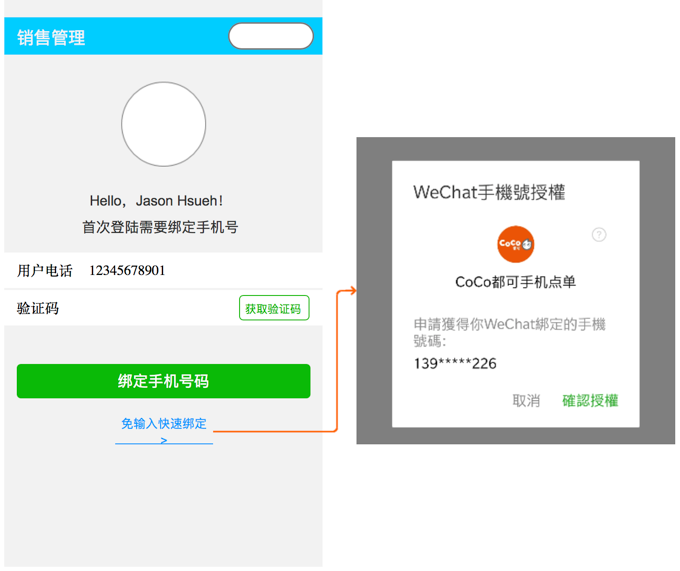 销售管理
Hello，Jason Hsueh！
首次登陆需要绑定手机号
用户电话 12345678901
验证码 获取验证码
绑定手机号码
免输入快速绑定
>
WeChat手機號授權
CoCo
都可
?
CoCo都可手机点单
申請獲得你WeChat綁定的手機
號碼：
139*****226
取消 確認授權